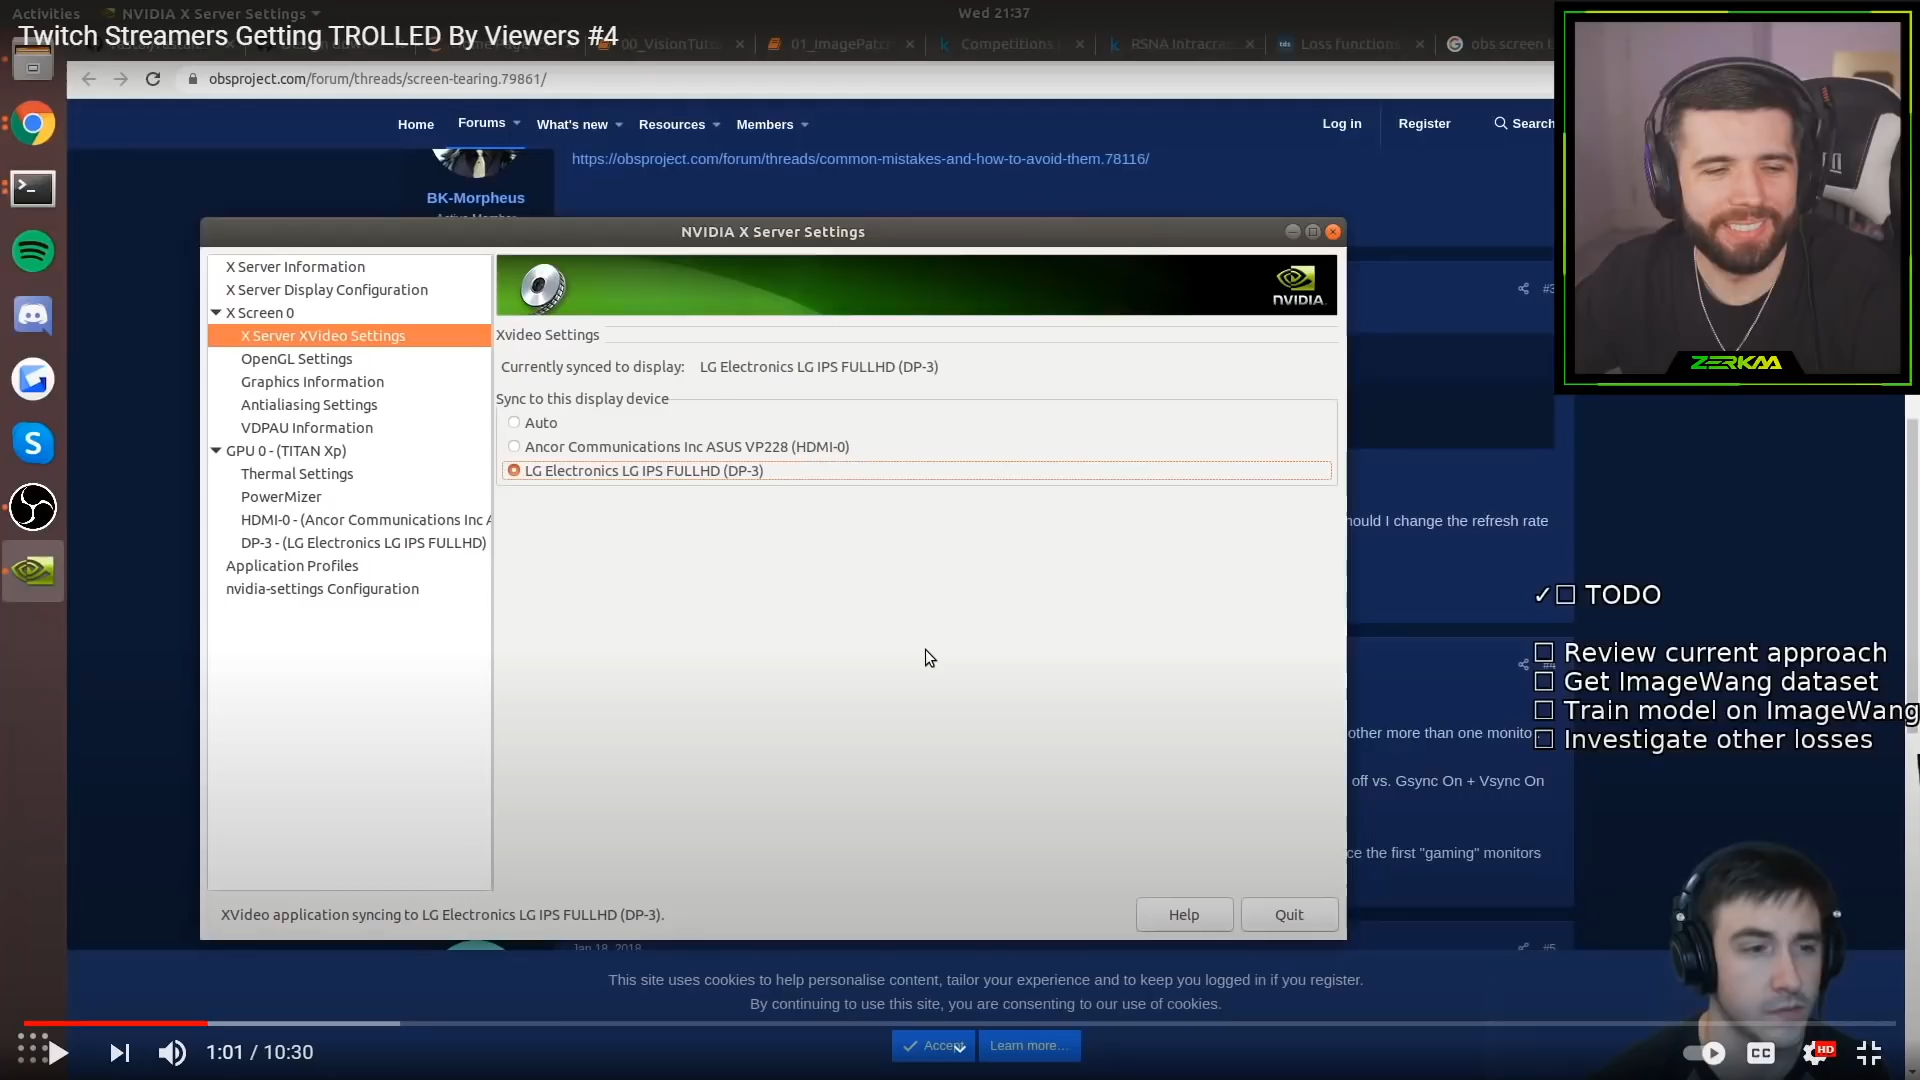 Activities
NVIDIA X Server Settings
Wed 21:37
Twitch Streamers Getting TROLLED By Viewers #4
00_VisionTut
01_ImagePatc
Competitions
RSNA Intracra
Loss functions
obs screen t
obsproject.com/forum/threads/screen-tearing.79861/
Home
Forums
What's new
Resources
Members
Log in
Register
Search
https://obsproject.com/forum/threads/common-mistakes-and-how-to-avoid-them.78116/
BK-Morpheus
Active Member
NVIDIA X Server Settings
X Server Information
X Server Display Configuration
X Screen 0
X Server XVideo Settings
OpenGL Settings
Graphics Information
Antialiasing Settings
VDPAU Information
GPU 0 - (TITAN Xp)
Thermal Settings
PowerMizer
HDMI-0 - (Ancor Communications Inc A
DP-3 - (LG Electronics LG IPS FULLHD)
Application Profiles
nvidia-settings Configuration
NVIDIA.
Xvideo Settings
Currently synced to display: LG Electronics LG IPS FULLHD (DP-3)
Sync to this display device
Auto
Ancor Communications Inc ASUS VP228 (HDMI-0)
LG Electronics LG IPS FULLHD (DP-3)
XVideo application syncing to LG Electronics LG IPS FULLHD (DP-3).
Help
Quit
ZERKAA
#3
hould I change the refresh rate
#4
other more than one monito
off vs. Gsync On + Vsync On
ce the first "gaming" monitors
#5
Jan 18, 2018
✓☐ TODO
☐ Review current approach
☐ Get ImageWang dataset
☐ Train model on ImageWang
☐ Investigate other losses
This site uses cookies to help personalise content, tailor your experience and to keep you logged in if you register.
By continuing to use this site, you are consenting to our use of cookies.
Accept
Learn more…
1:01 / 10:30
CC
HD